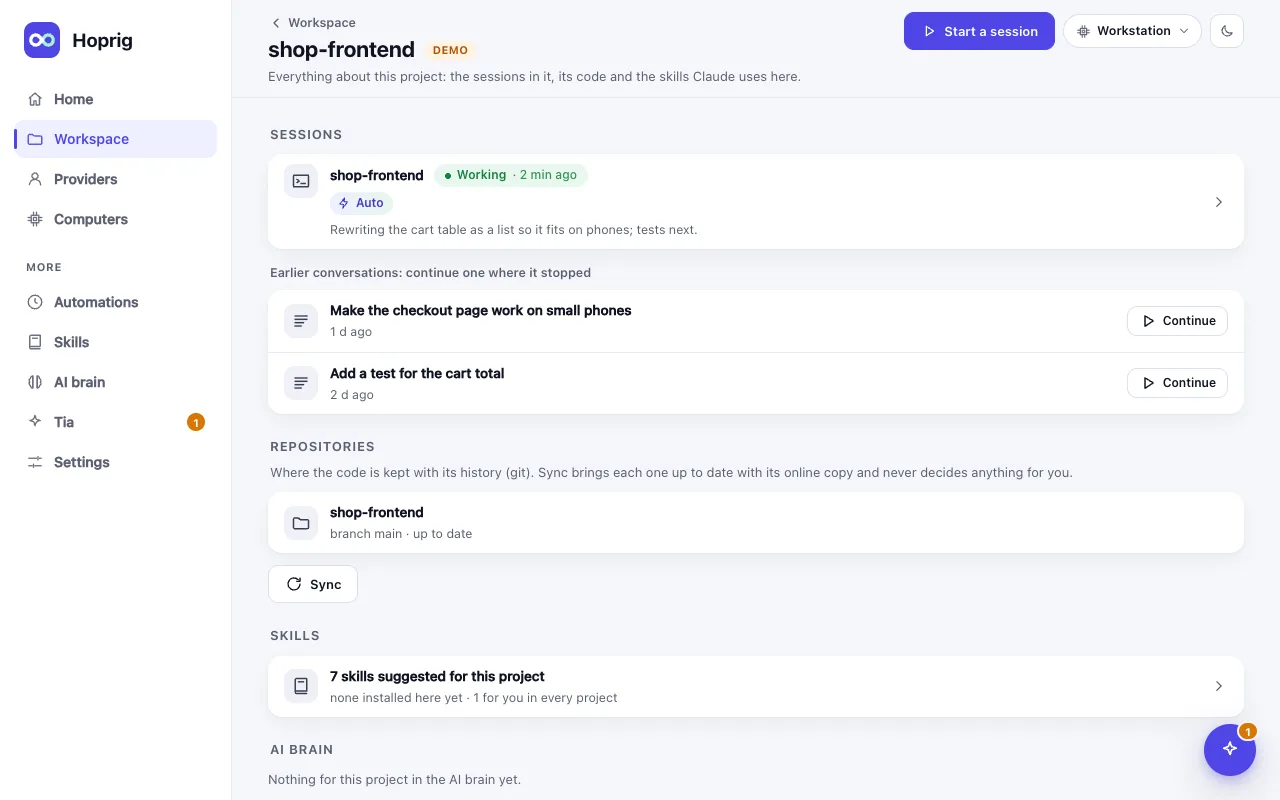 Hoprig
Home
Workspace
Providers
Computers
MORE
Automations
Skills
AI brain
Tia
1
Settings
Workspace
shop-frontend DEMO
Everything about this project: the sessions in it, its code and the skills Claude uses here.
Start a session
Workstation
SESSIONS
shop-frontend Working · 2 min ago
Auto
Rewriting the cart table as a list so it fits on phones; tests next.
Earlier conversations: continue one where it stopped
Make the checkout page work on small phones
1 d ago
Continue
Add a test for the cart total
2 d ago
Continue
REPOSITORIES
Where the code is kept with its history (git). Sync brings each one up to date with its online copy and never decides anything for you.
shop-frontend
branch main · up to date
Sync
SKILLS
7 skills suggested for this project
none installed here yet · 1 for you in every project
AI BRAIN
Nothing for this project in the AI brain yet.
1